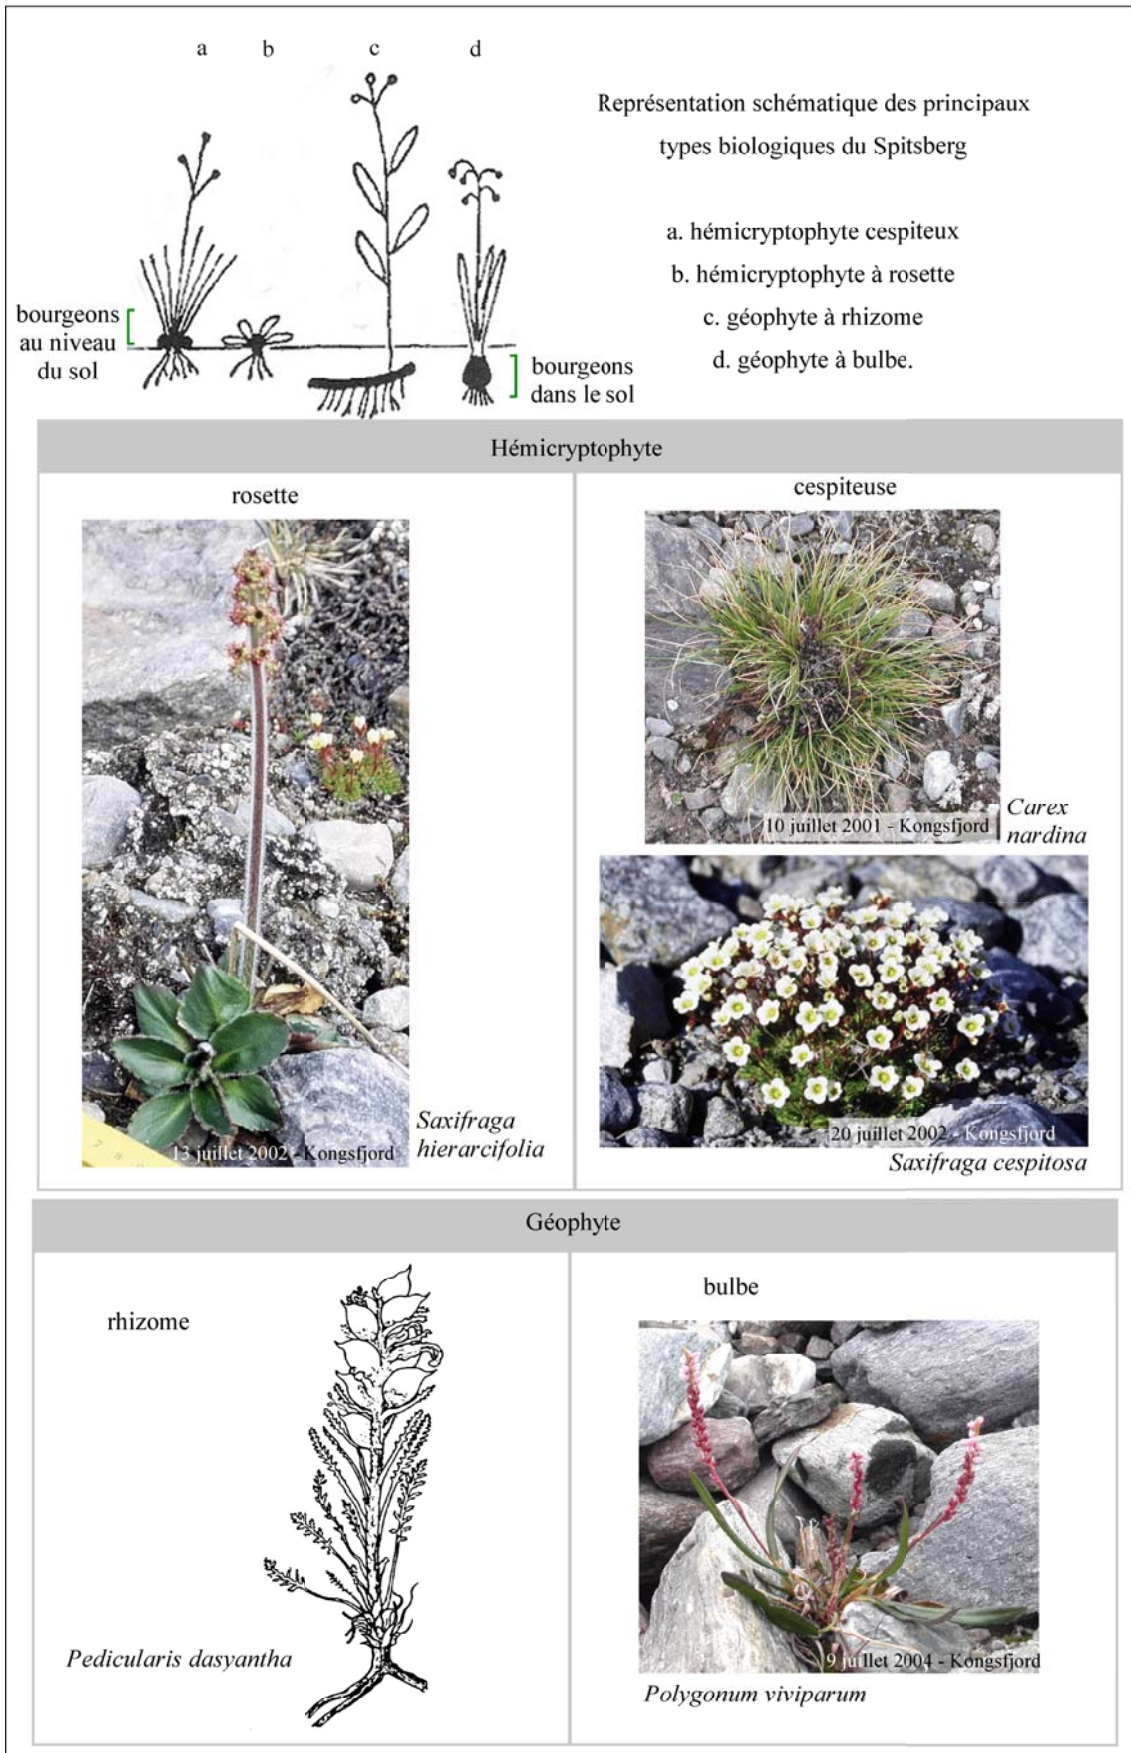 a b c d
Représentation schématique des principaux
types biologiques du Spitsberg
a. hémicryptophyte cespiteux
b. hémicryptophyte à rosette
c. géophyte à rhizome
d. géophyte à bulbe.
bourgeons
au niveau
du sol
bourgeons
dans le sol
Hémicryptophyte
rosette
13 juillet 2002 - Kongsfjord
Saxifraga
hierarcifolia
cespiteuse
10 juillet 2001 - Kongsfjord
Carex
nardina
20 juillet 2002 - Kongsfjord
Saxifraga cespitosa
Géophyte
rhizome
Pedicularis dasyantha
bulbe
9 juillet 2004 - Kongsfjord
Polygonum viviparum